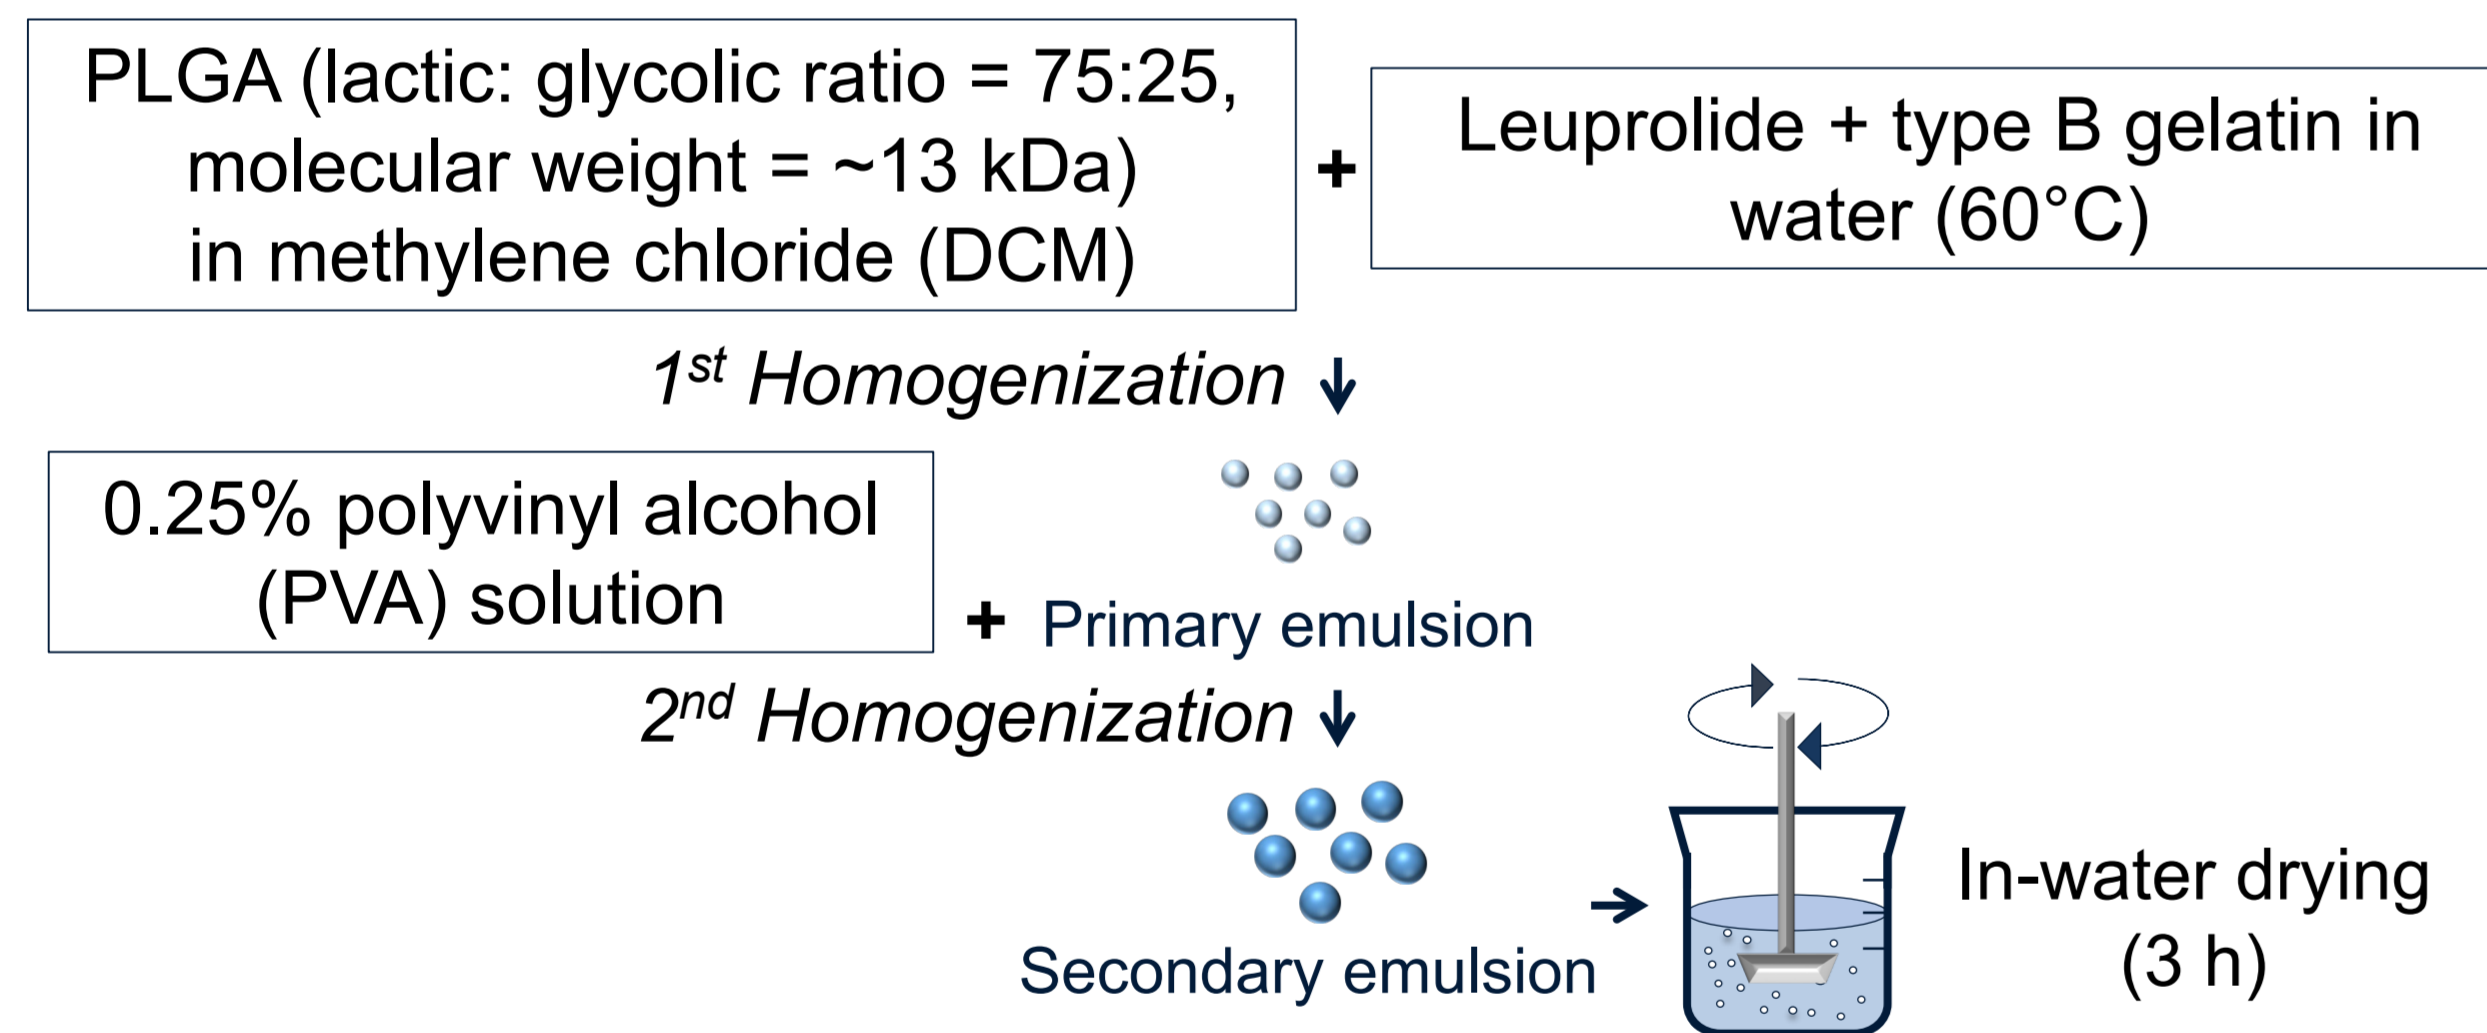 PLGA (lactic: glycolic ratio = 75:25,
molecular weight = ~13 kDa)
in methylene chloride (DCM)
+
Leuprolide + type B gelatin in
water (60°C)
1st Homogenization
0.25% polyvinyl alcohol
(PVA) solution
+ Primary emulsion
2nd Homogenization
Secondary emulsion
In-water drying
(3 h)